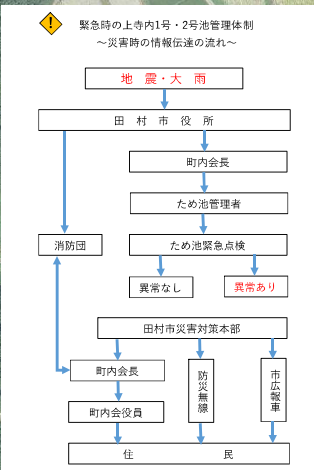 緊急時の上寺内1号・2号池管理体制
～災害時の情報伝達の流れ～
地 震・大 雨
田 村 市 役 所
町内会長
ため池管理者
消防団
ため池緊急点検
異常なし
異常あり
田村市災害対策本部
町内会長
防災無線
市広報車
町内会役員
住 民